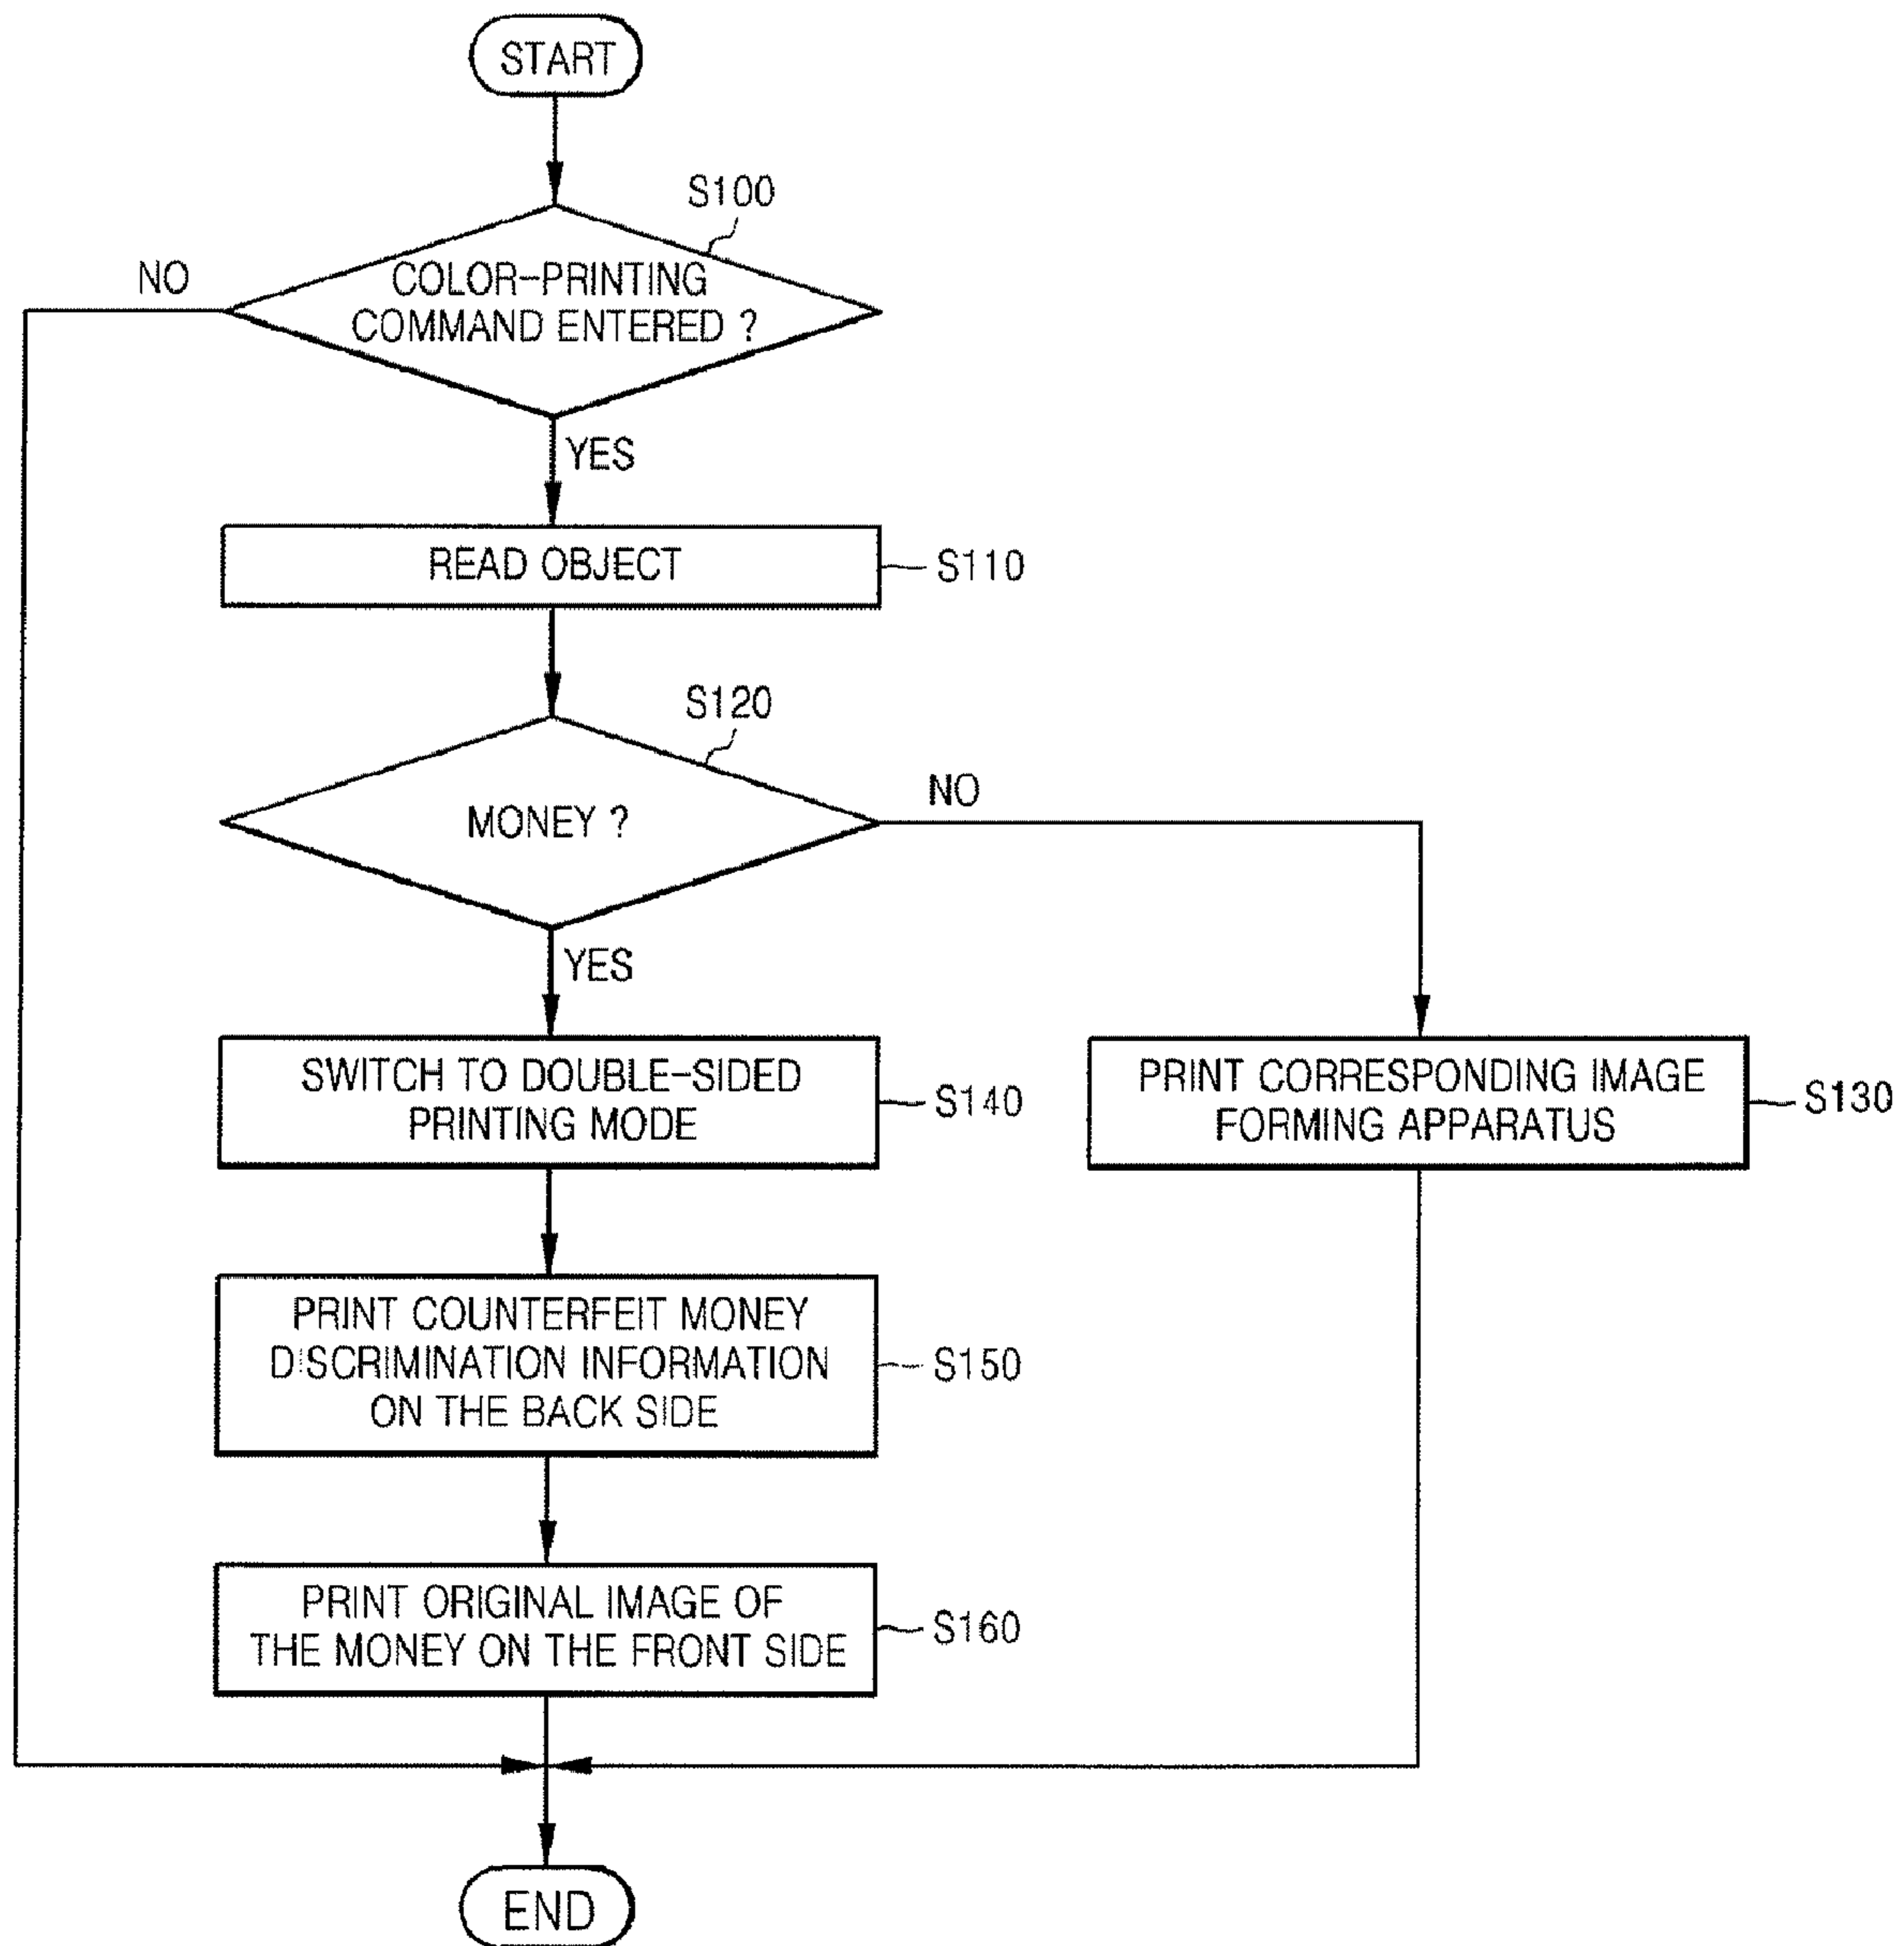 START
S100
NO
COLOR-PRINTING
COMMAND ENTERED ?
YES
READ OBJECT
S110
S120
MONEY ?
NO
YES
SWITCH TO DOUBLE-SIDED
PRINTING MODE
S140
PRINT CORRESPONDING IMAGE
FORMING APPARATUS
S130
PRINT COUNTERFEIT MONEY
DISCRIMINATION INFORMATION
ON THE BACK SIDE
S150
PRINT ORIGINAL IMAGE OF
THE MONEY ON THE FRONT SIDE
S160
END